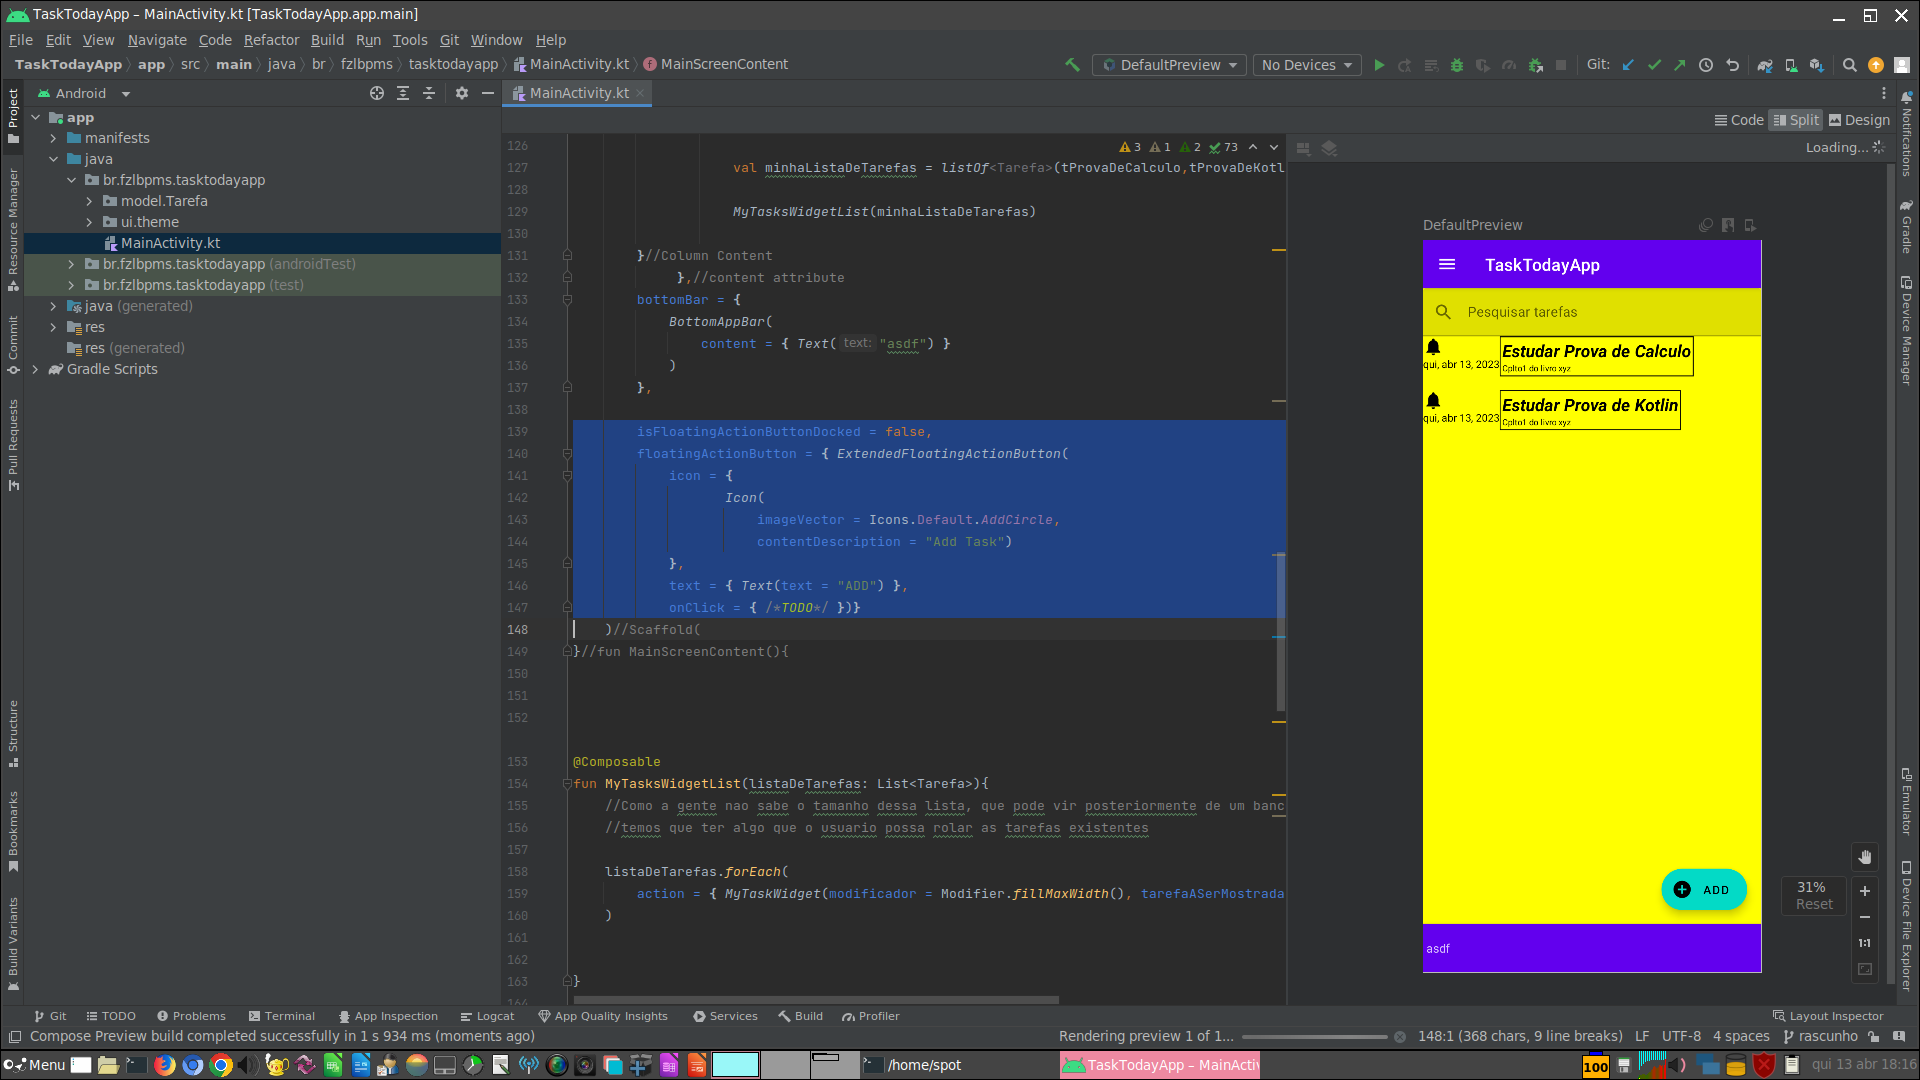 TaskTodayApp – MainActivity.kt [TaskTodayApp.app.main]
File Edit View Navigate Code Refactor Build Run Tools Git Window Help
TaskTodayApp app src main java br fzlbpms tasktodayapp MainActivity.kt MainScreenContent
DefaultPreview No Devices Git:
Project
Android
MainActivity.kt
Code Split Design
app
manifests
java
br.fzlbpms.tasktodayapp
model.Tarefa
ui.theme
MainActivity.kt
br.fzlbpms.tasktodayapp (androidTest)
br.fzlbpms.tasktodayapp (test)
java (generated)
res
res (generated)
Gradle Scripts
Resource Manager
Commit
Pull Requests
Structure
Bookmarks
Build Variants
3 1 2 73
126
127 val minhaListaDeTarefas = listOf<Tarefa>(tProvaDeCalculo,tProvaDeKotl
128
129 MyTasksWidgetList(minhaListaDeTarefas)
130
131 }//Column Content
132 },//content attribute
133 bottomBar = {
134 BottomAppBar(
135 content = { Text( text: "asdf") }
136 )
137 },
138
139 isFloatingActionButtonDocked = false,
140 floatingActionButton = { ExtendedFloatingActionButton(
141 icon = {
142 Icon(
143 imageVector = Icons.Default.AddCircle,
144 contentDescription = "Add Task")
145 },
146 text = { Text(text = "ADD") },
147 onClick = { /*TODO*/ })}
148 )//Scaffold(
149 }//fun MainScreenContent(){
150
151
152
153 @Composable
154 fun MyTasksWidgetList(listaDeTarefas: List<Tarefa>){
155 //Como a gente nao sabe o tamanho dessa lista, que pode vir posteriormente de um banc
156 //temos que ter algo que o usuario possa rolar as tarefas existentes
157
158 listaDeTarefas.forEach(
159 action = { MyTaskWidget(modificador = Modifier.fillMaxWidth(), tarefaASerMostrada
160 )
161
162
163 }
164
Loading...
DefaultPreview
TaskTodayApp
Pesquisar tarefas
qui, abr 13, 2023
Estudar Prova de Calculo
Cplto1 do livro xyz
qui, abr 13, 2023
Estudar Prova de Kotlin
Cplto1 do livro xyz
ADD
asdf
31%
Reset
1:1
Notifications
Gradle
Device Manager
Emulator
Device File Explorer
Git TODO Problems Terminal App Inspection Logcat App Quality Insights Services Build Profiler Layout Inspector
Compose Preview build completed successfully in 1 s 934 ms (moments ago)
Rendering preview 1 of 1... 148:1 (368 chars, 9 line breaks) LF UTF-8 4 spaces rascunho
Menu /home/spot TaskTodayApp – MainActiv 100 qui 13 abr 18:16